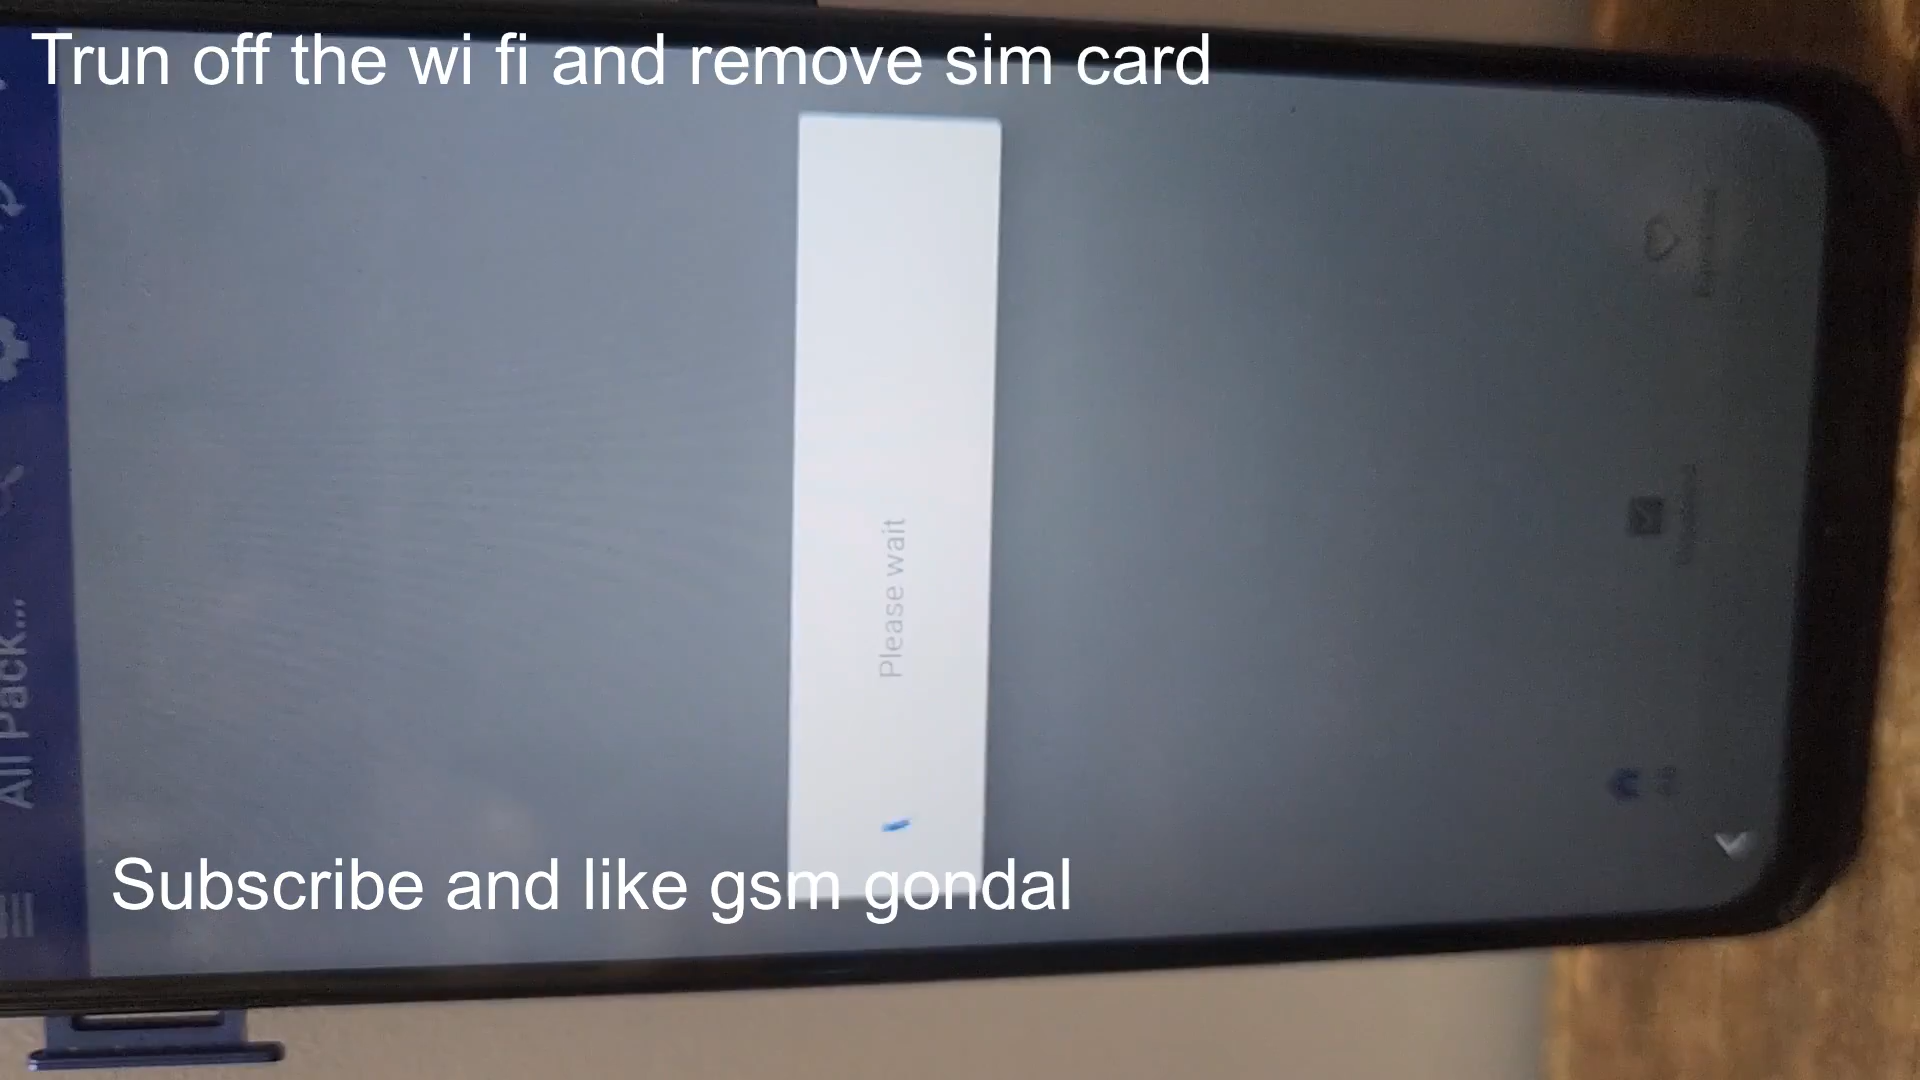 Trun off the wi fi and remove sim card
All Pack...
Please wait
Subscribe and like gsm gondal